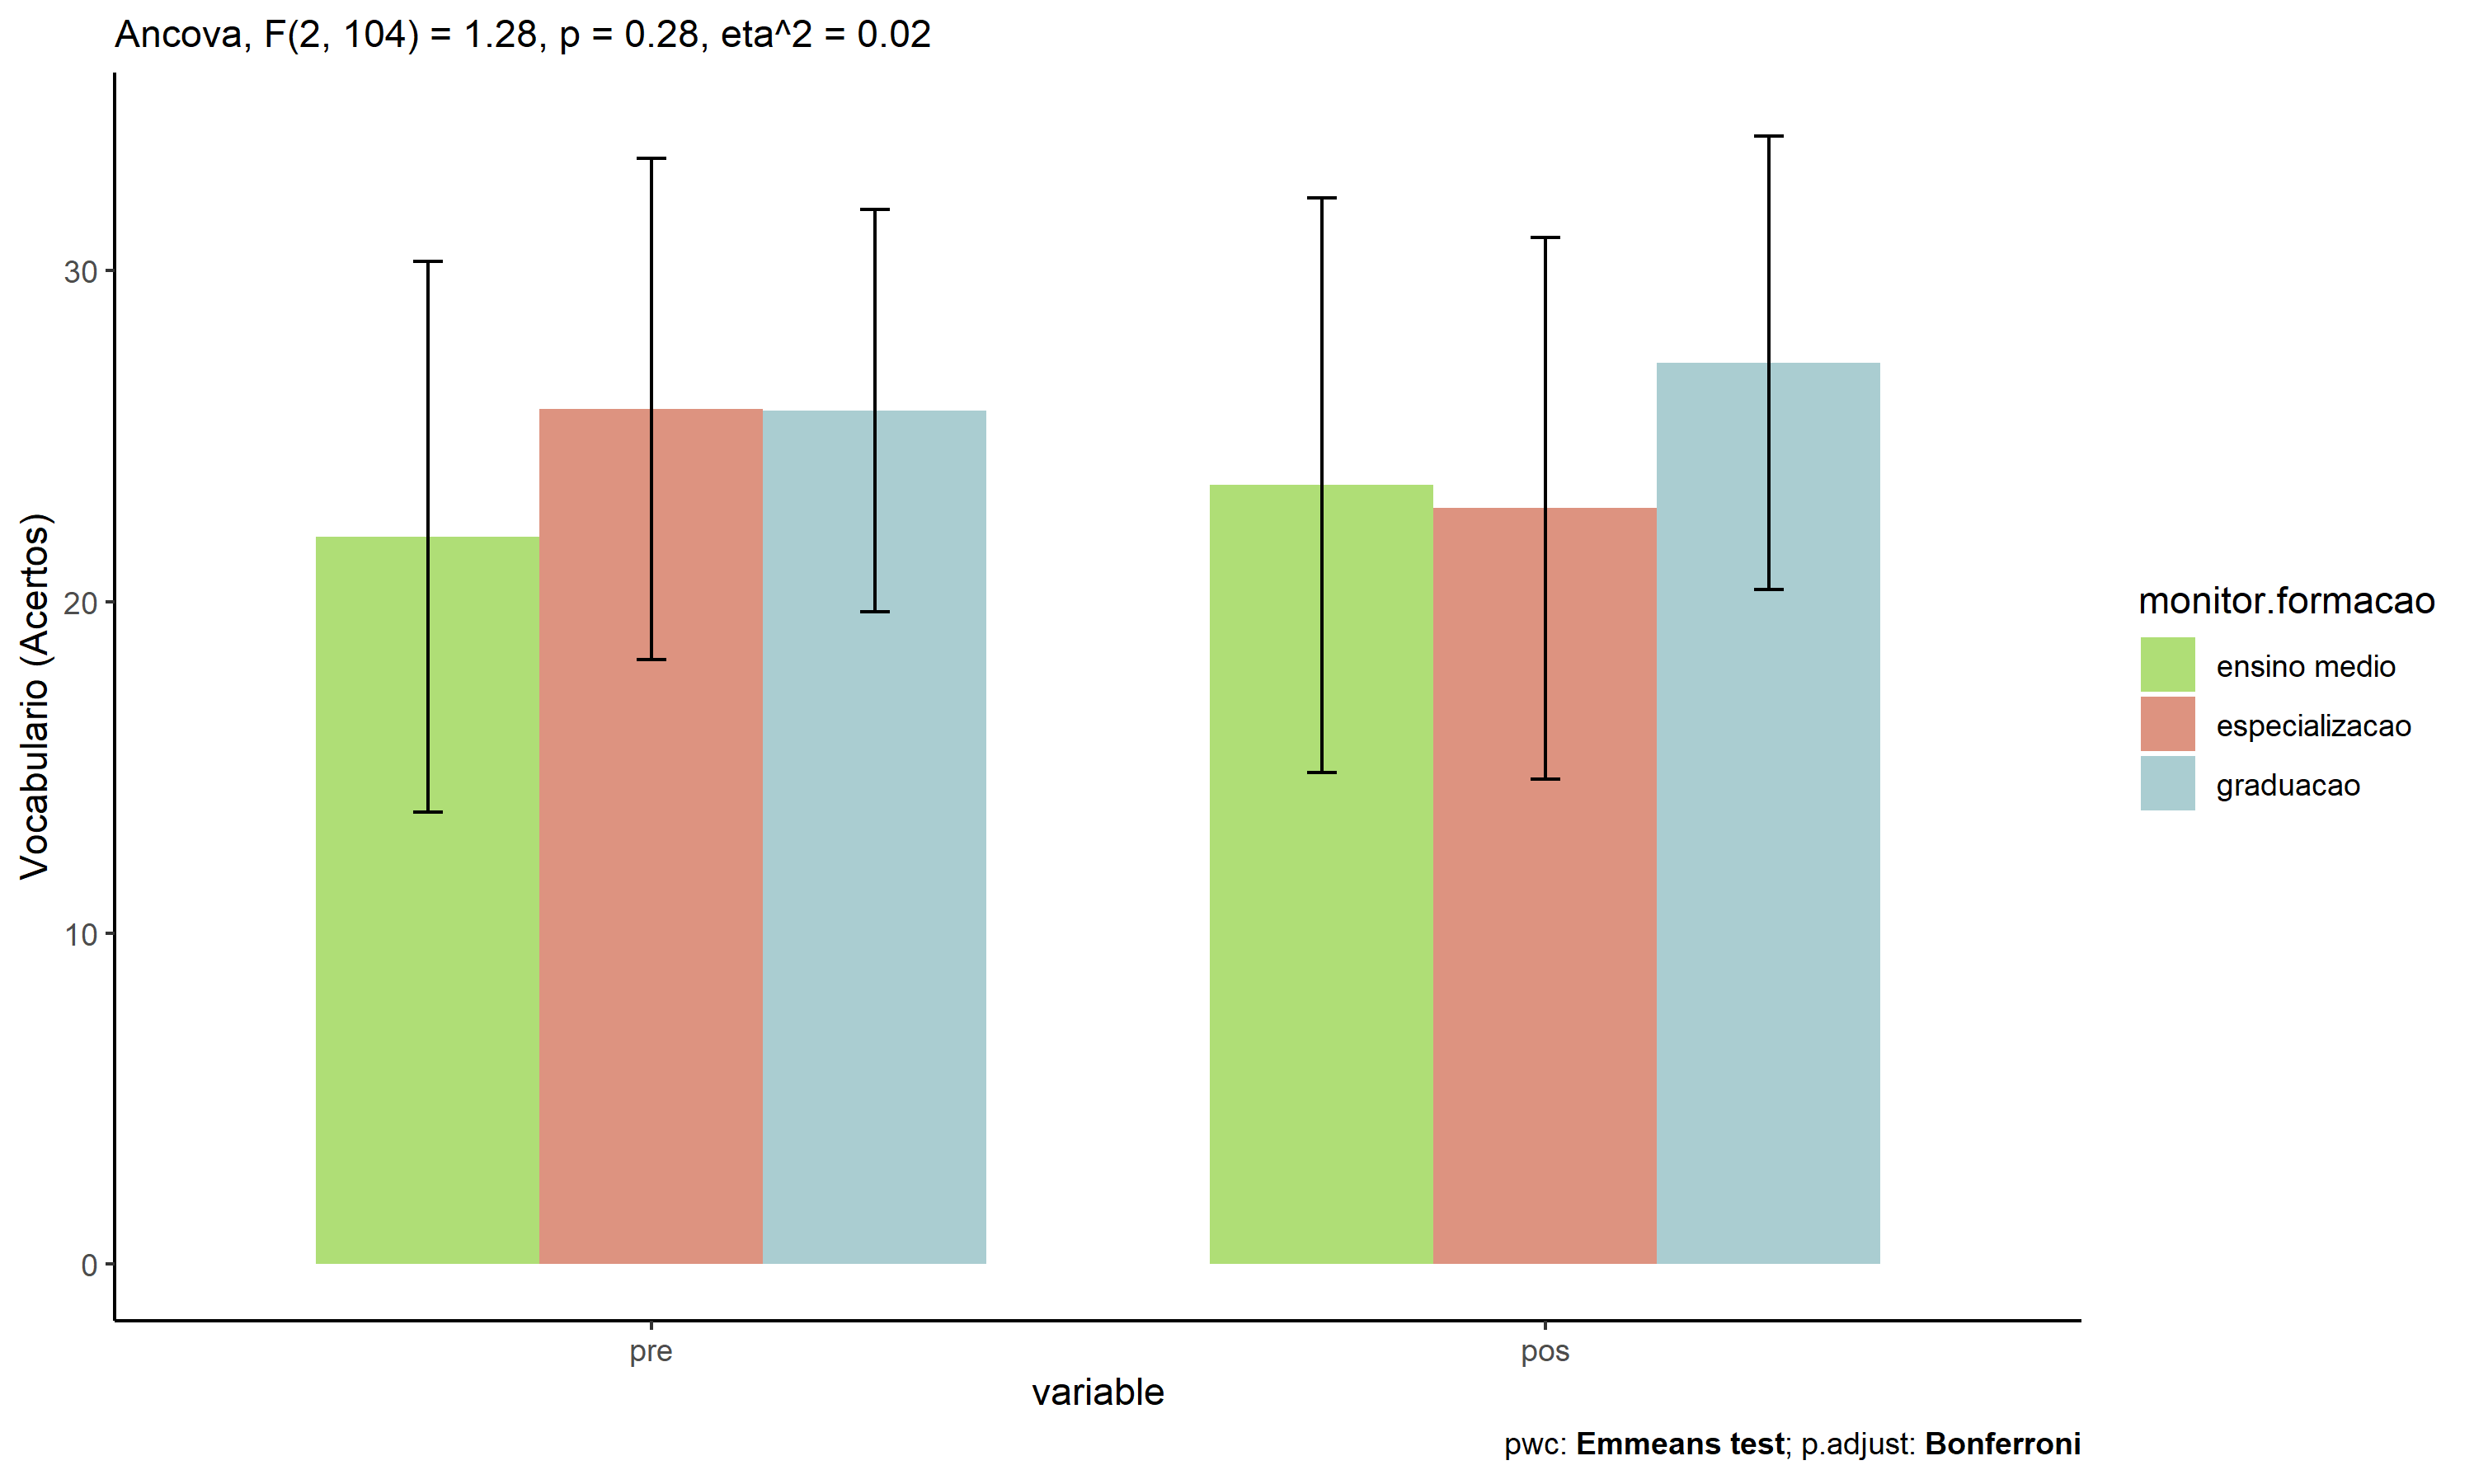 Ancova, F(2, 104) = 1.28, p = 0.28, eta^2 = 0.02
Vocabulario (Acertos)
30
20
10
0
pre
pos
variable
monitor.formacao
ensino medio
especializacao
graduacao
pwc: Emmeans test; p.adjust: Bonferroni